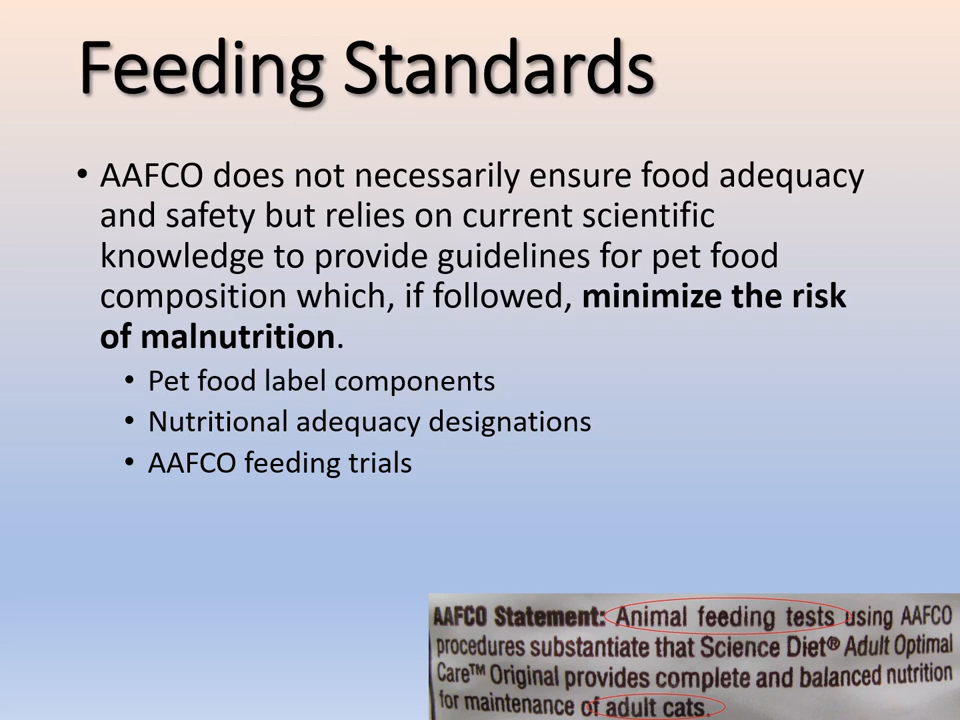 Feeding Standards
• AAFCO does not necessarily ensure food adequacy
and safety but relies on current scientific
knowledge to provide guidelines for pet food
composition which, if followed, minimize the risk
of malnutrition.
• Pet food label components
• Nutritional adequacy designations
• AAFCO feeding trials
AAFCO Statement: Animal feeding tests using AAFCO
procedures substantiate that Science Diet® Adult Optimal
Care™ Original provides complete and balanced nutrition
for maintenance of adult cats.